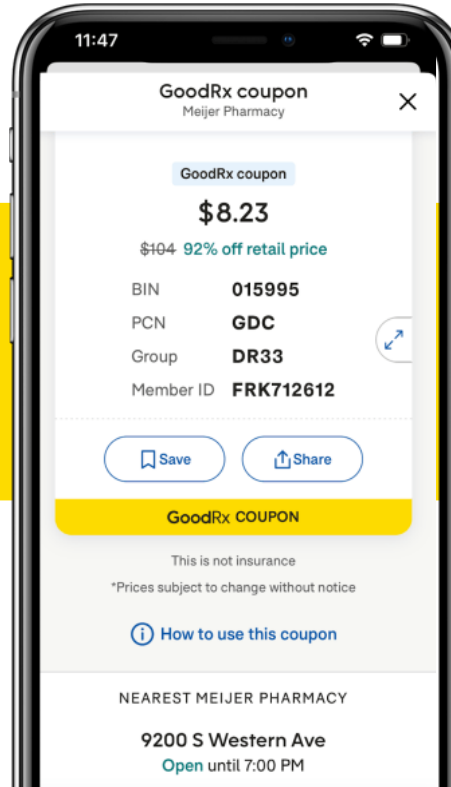 11:47
GoodRx coupon
Meijer Pharmacy
GoodRx coupon
$8.23
$104 92% off retail price
BIN 015995
PCN GDC
Group DR33
Member ID FRK712612
Save Share
GoodRx COUPON
This is not insurance
*Prices subject to change without notice
How to use this coupon
NEAREST MEIJER PHARMACY
9200 S Western Ave
Open until 7:00 PM